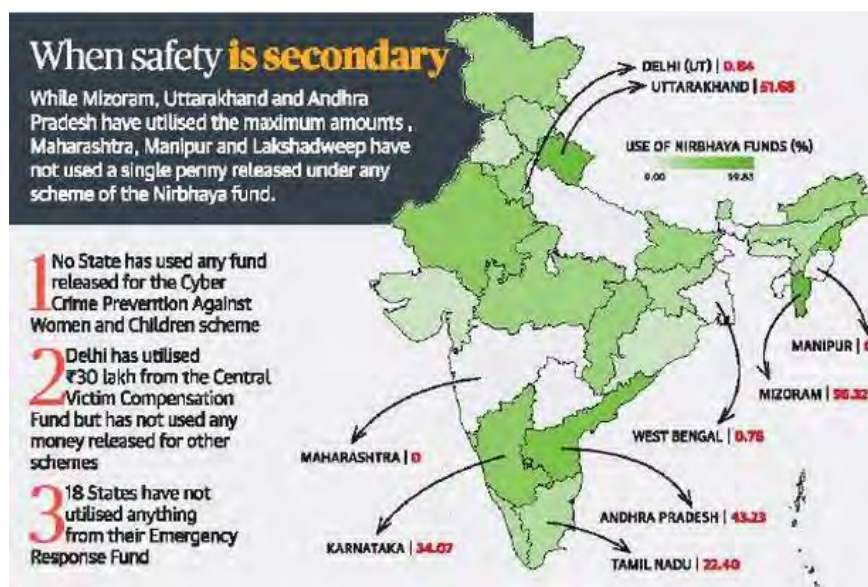 When safety is secondary
While Mizoram, Uttarakhand and Andhra
Pradesh have utilised the maximum amounts ,
Maharashtra, Manipur and Lakshadweep have
not used a single penny released under any
scheme of the Nirbhaya fund.
1 No State has used any fund
released for the Cyber
Crime Prevention Against
Women and Children scheme
2 Delhi has utilised
₹30 lakh from the Central
Victim Compensation
Fund but has not used any
money released for other
schemes
3 18 States have not
utilised anything
from their Emergency
Response Fund
DELHI (UT) | 0.84
UTTARAKHAND | 51.68
USE OF NIRBHAYA FUNDS (%)
0.00
MANIPUR |
MIZORAM |
WEST BENGAL | 0.76
MAHARASHTRA | 0
ANDHRA PRADESH | 43.23
KARNATAKA | 34.07
TAMIL NADU | 22.40